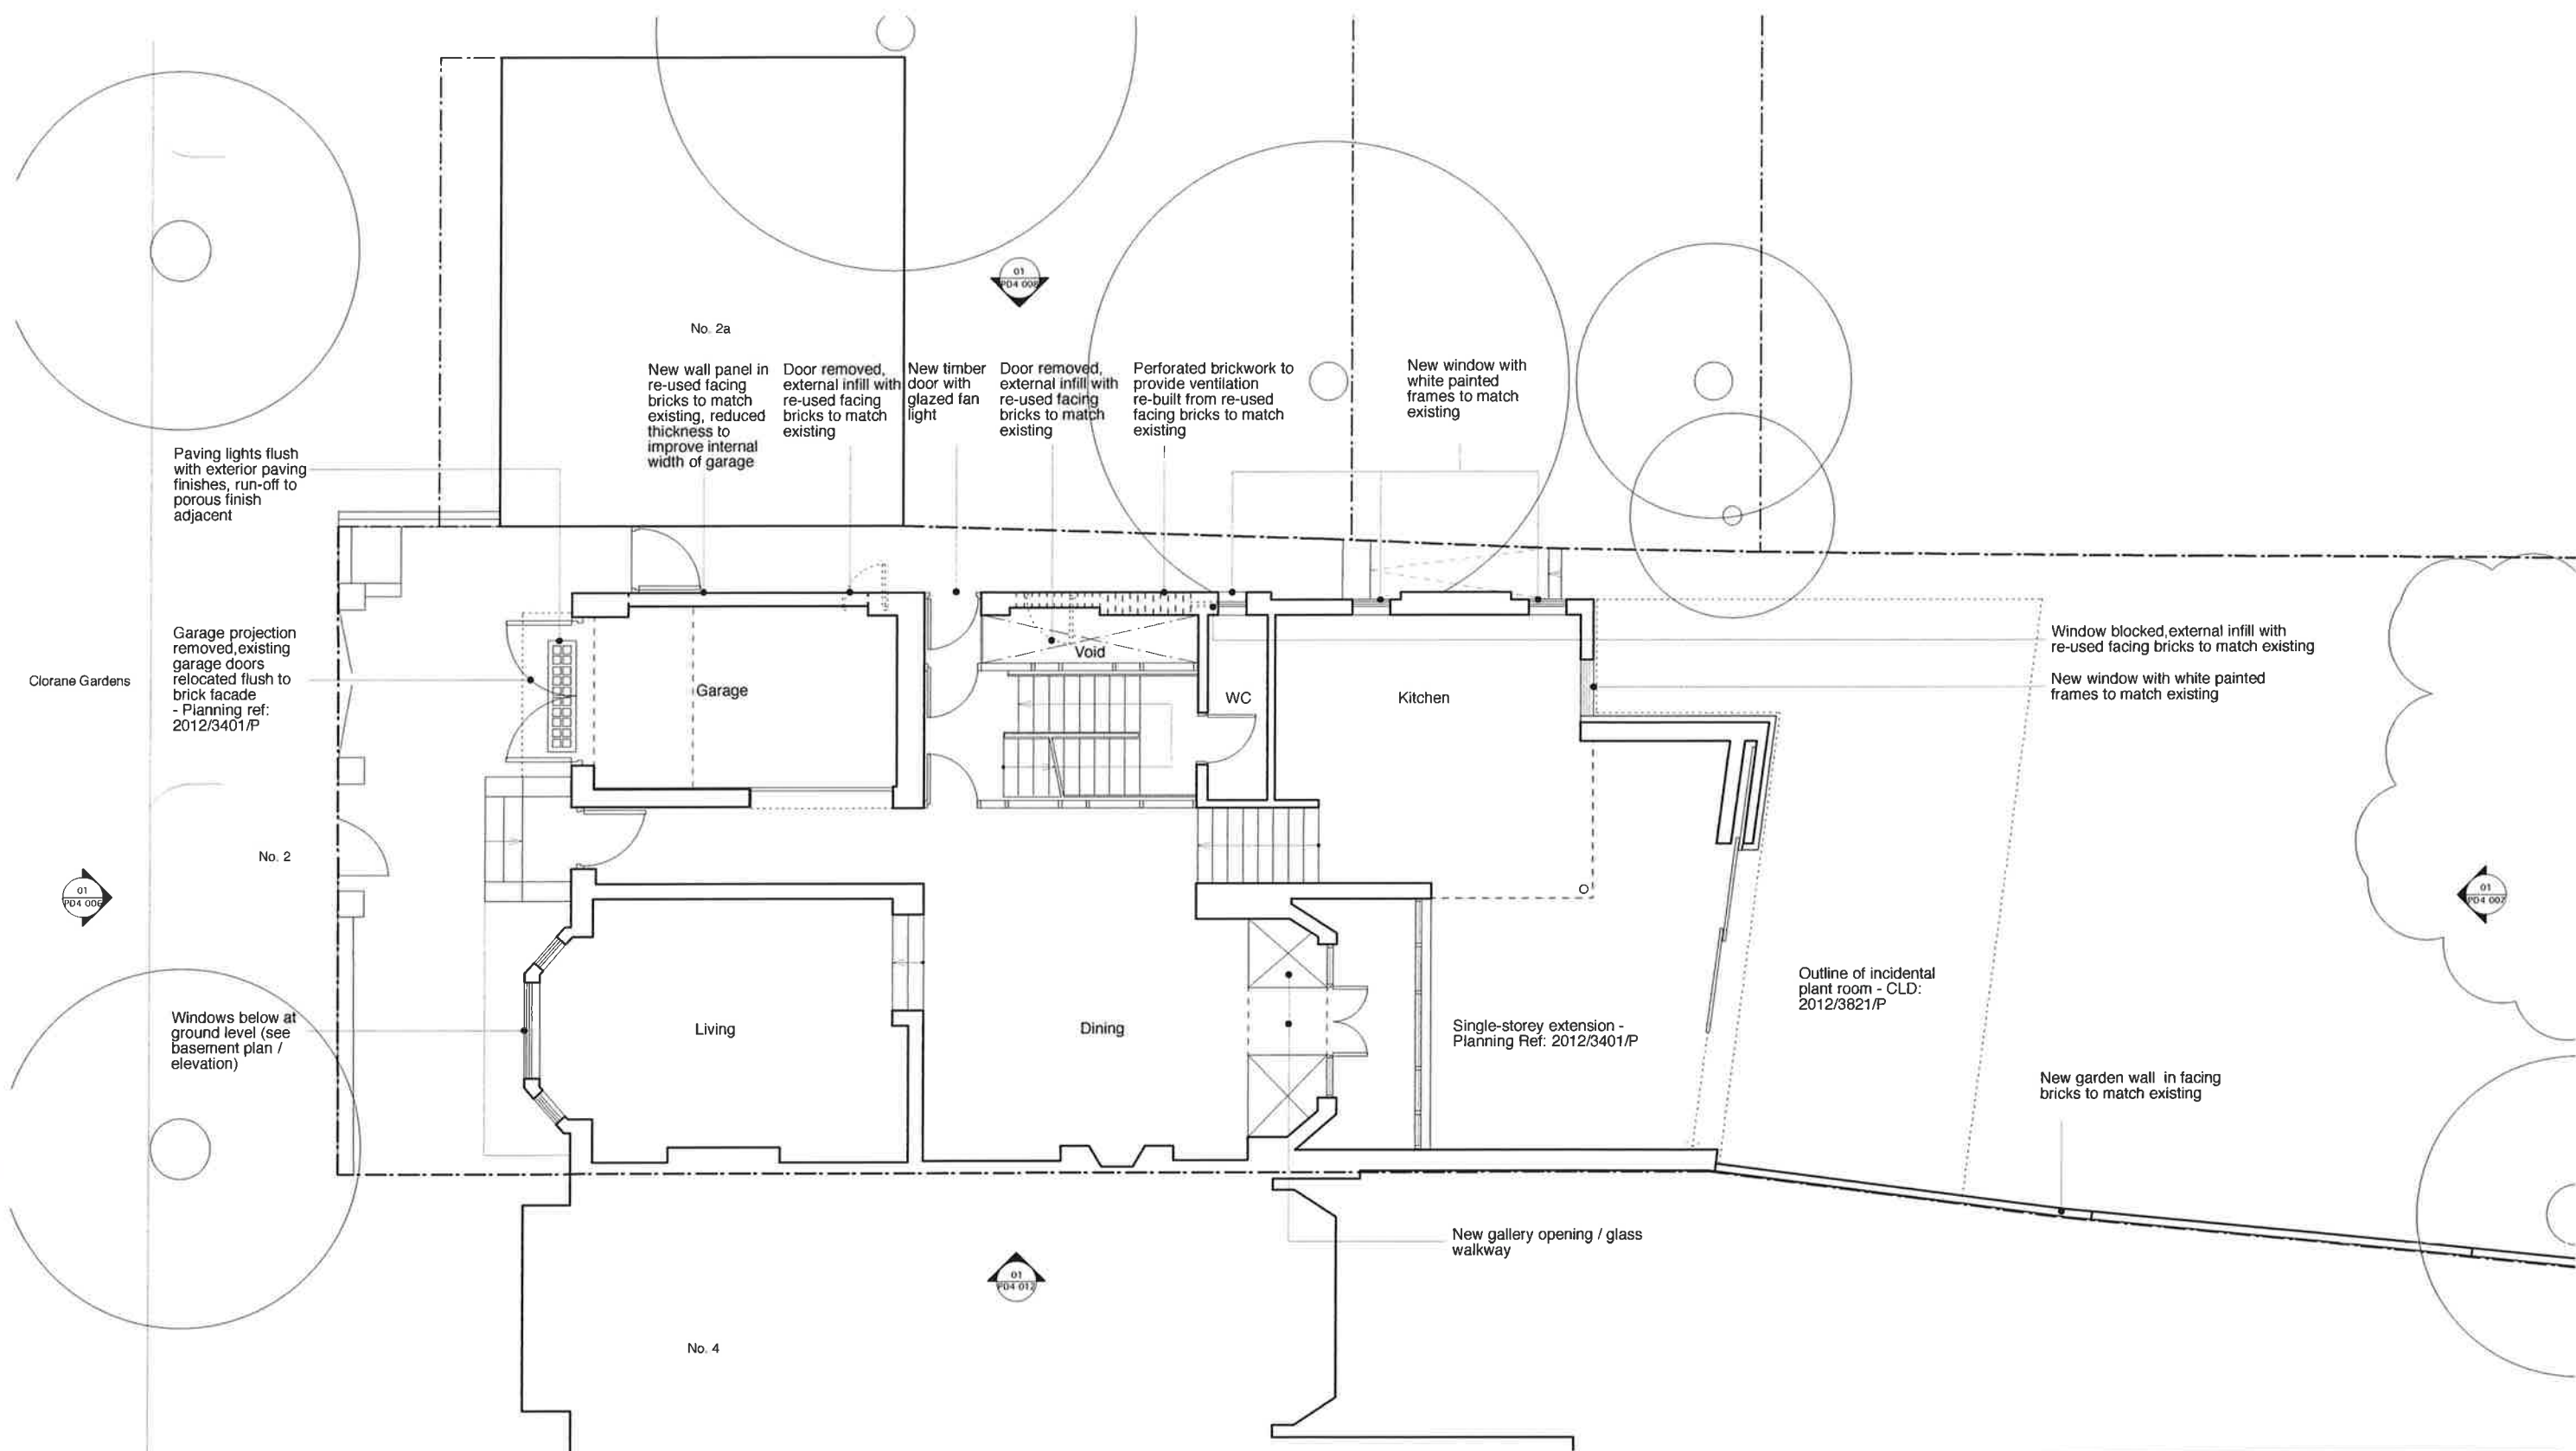 01
PD4 008
No. 2a
New wall panel in
re-used facing
bricks to match
existing, reduced
thickness to
improve internal
width of garage
Door removed,
external infill with
re-used facing
bricks to match
existing
New timber
door with
glazed fan
light
Door removed,
external infill with
re-used facing
bricks to match
existing
Perforated brickwork to
provide ventilation
re-built from re-used
facing bricks to match
existing
New window with
white painted
frames to match
existing
Paving lights flush
with exterior paving
finishes, run-off to
porous finish
adjacent
Garage projection
removed,existing
garage doors
relocated flush to
brick facade
- Planning ref:
2012/3401/P
Clorane Gardens
Garage
Void
WC
Kitchen
Window blocked,external infill with
re-used facing bricks to match existing
New window with white painted
frames to match existing
No. 2
01
PD4 006
01
PD4 007
Windows below at
ground level (see
basement plan /
elevation)
Living
Dining
Single-storey extension -
Planning Ref: 2012/3401/P
Outline of incidental
plant room - CLD:
2012/3821/P
New garden wall in facing
bricks to match existing
New gallery opening / glass
walkway
01
PD4 012
No. 4